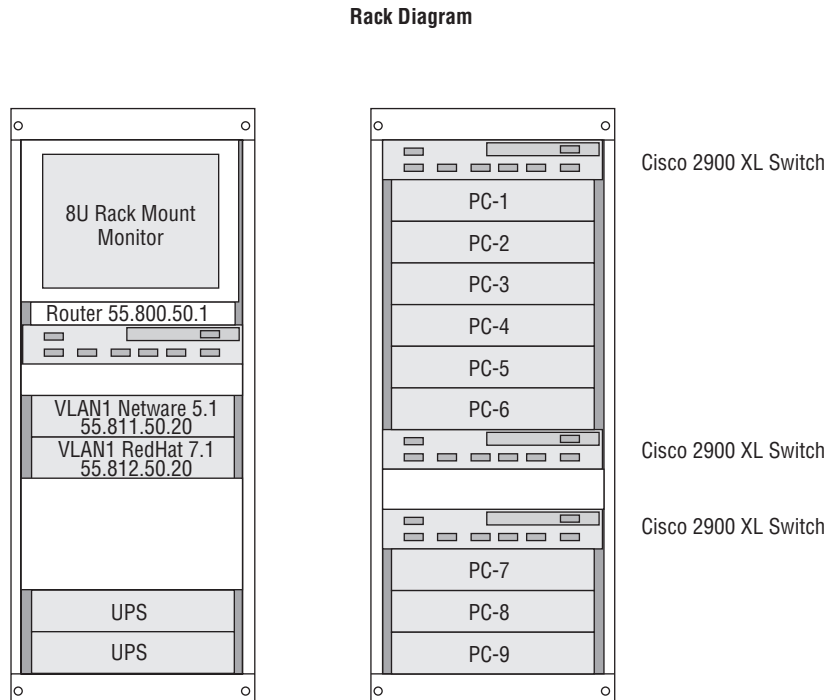 Rack Diagram
8U Rack Mount
Monitor
Router 55.800.50.1
VLAN1 Netware 5.1
55.811.50.20
VLAN1 RedHat 7.1
55.812.50.20
UPS
UPS
Cisco 2900 XL Switch
PC-1
PC-2
PC-3
PC-4
PC-5
PC-6
Cisco 2900 XL Switch
Cisco 2900 XL Switch
PC-7
PC-8
PC-9